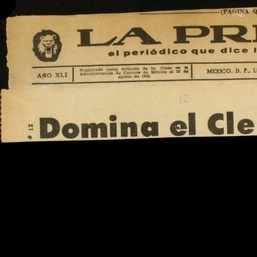 (PAGINA
LA PR
el periódico que dice l
AÑO XLI
Registrado como Artículo de 2a. Clase en la
Administración de Correos de México el 30 de
agosto de 1934
MEXICO, D. F., L
12
Domina el Cle